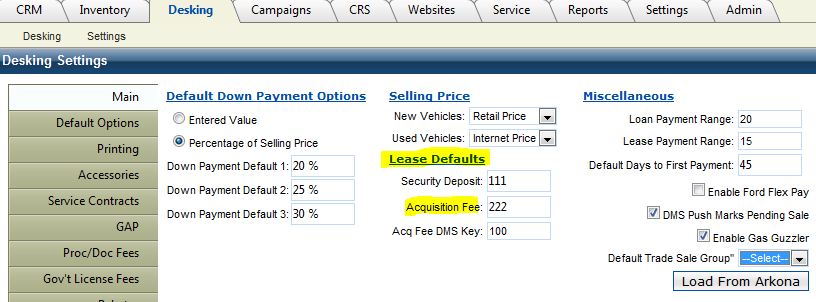 CRM Inventory Desking Campaigns CRS Websites Service Reports Settings Admin
Desking Settings
Desking Settings
Main
Default Options
Printing
Accessories
Service Contracts
GAP
Proc/Doc Fees
Gov't License Fees
Default Down Payment Options
Entered Value
Percentage of Selling Price
Down Payment Default 1: 20 %
Down Payment Default 2: 25 %
Down Payment Default 3: 30 %
Selling Price
New Vehicles: Retail Price
Used Vehicles: Internet Price
Lease Defaults
Security Deposit: 111
Acquisition Fee: 222
Acq Fee DMS Key: 100
Miscellaneous
Loan Payment Range: 20
Lease Payment Range: 15
Default Days to First Payment: 45
Enable Ford Flex Pay
DMS Push Marks Pending Sale
Enable Gas Guzzler
Default Trade Sale Group" --Select--
Load From Arkona